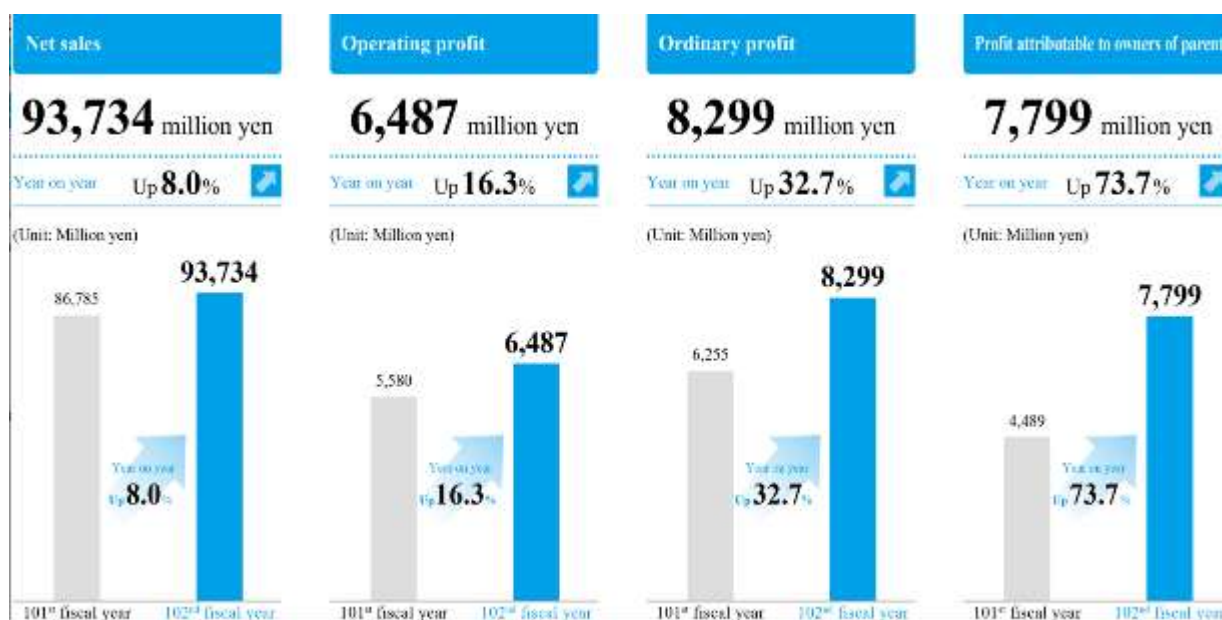 Net sales
93,734 million yen
Year on year Up 8.0%
(Unit: Million yen)
93,734
86,785
Year on year
Up 8.0%
101st fiscal year 102nd fiscal year
Operating profit
6,487 million yen
Year on year Up 16.3%
(Unit: Million yen)
6,487
5,580
Year on year
Up 16.3%
101st fiscal year 102nd fiscal year
Ordinary profit
8,299 million yen
Year on year Up 32.7%
(Unit: Million yen)
8,299
6,255
Year on year
Up 32.7%
101st fiscal year 102nd fiscal year
Profit attributable to owners of parent
7,799 million yen
Year on year Up 73.7%
(Unit: Million yen)
7,799
4,489
Year on year
Up 73.7%
101st fiscal year 102nd fiscal year